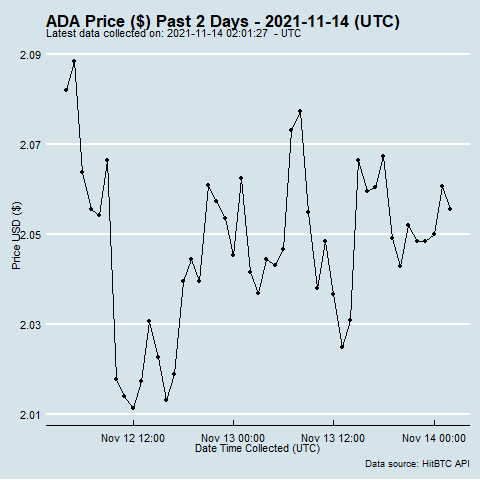 ADA Price ($) Past 2 Days - 2021-11-14 (UTC)
Latest data collected on: 2021-11-14 02:01:27 - UTC
2.09
2.07
2.05
2.03
2.01
Price USD ($)
Nov 12 12:00 Nov 13 00:00 Nov 13 12:00 Nov 14 00:00
Date Time Collected (UTC)
Data source: HitBTC API